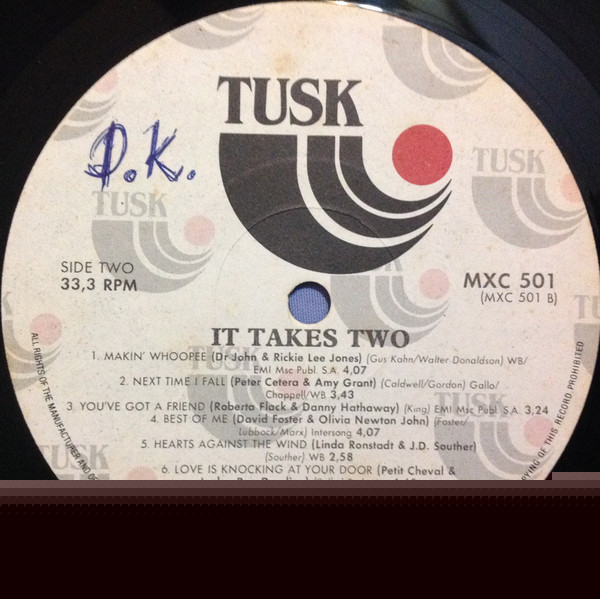 TUSK
D.K.
SIDE TWO
33,3 RPM
MXC 501
(MXC 501 B)
IT TAKES TWO
1. MAKIN' WHOOPEE (Dr John & Rickie Lee Jones) (Gus Kahn/Walter Donaldson) WB/
EMI Msc Publ. S.A. 4,07
2. NEXT TIME I FALL (Peter Cetera & Amy Grant) (Caldwell/Gordon) Gallo/
Chappell/WB 3,43
3. YOU'VE GOT A FRIEND (Roberto Flack & Danny Hathaway) (King) EMI Msc Publ. S.A. 3,24
4. BEST OF ME (David Foster & Olivia Newton John) (Foster/
Lubbock/Marx) Intersong 4,07
5. HEARTS AGAINST THE WIND (Linda Ronstadt & J.D. Souther)
(Souther) WB 2,58
6. LOVE IS KNOCKING AT YOUR DOOR (Petit Cheval &
ALL RIGHTS OF THE MANUFACTURER AND OF
OF THIS RECORD PROHIBITED